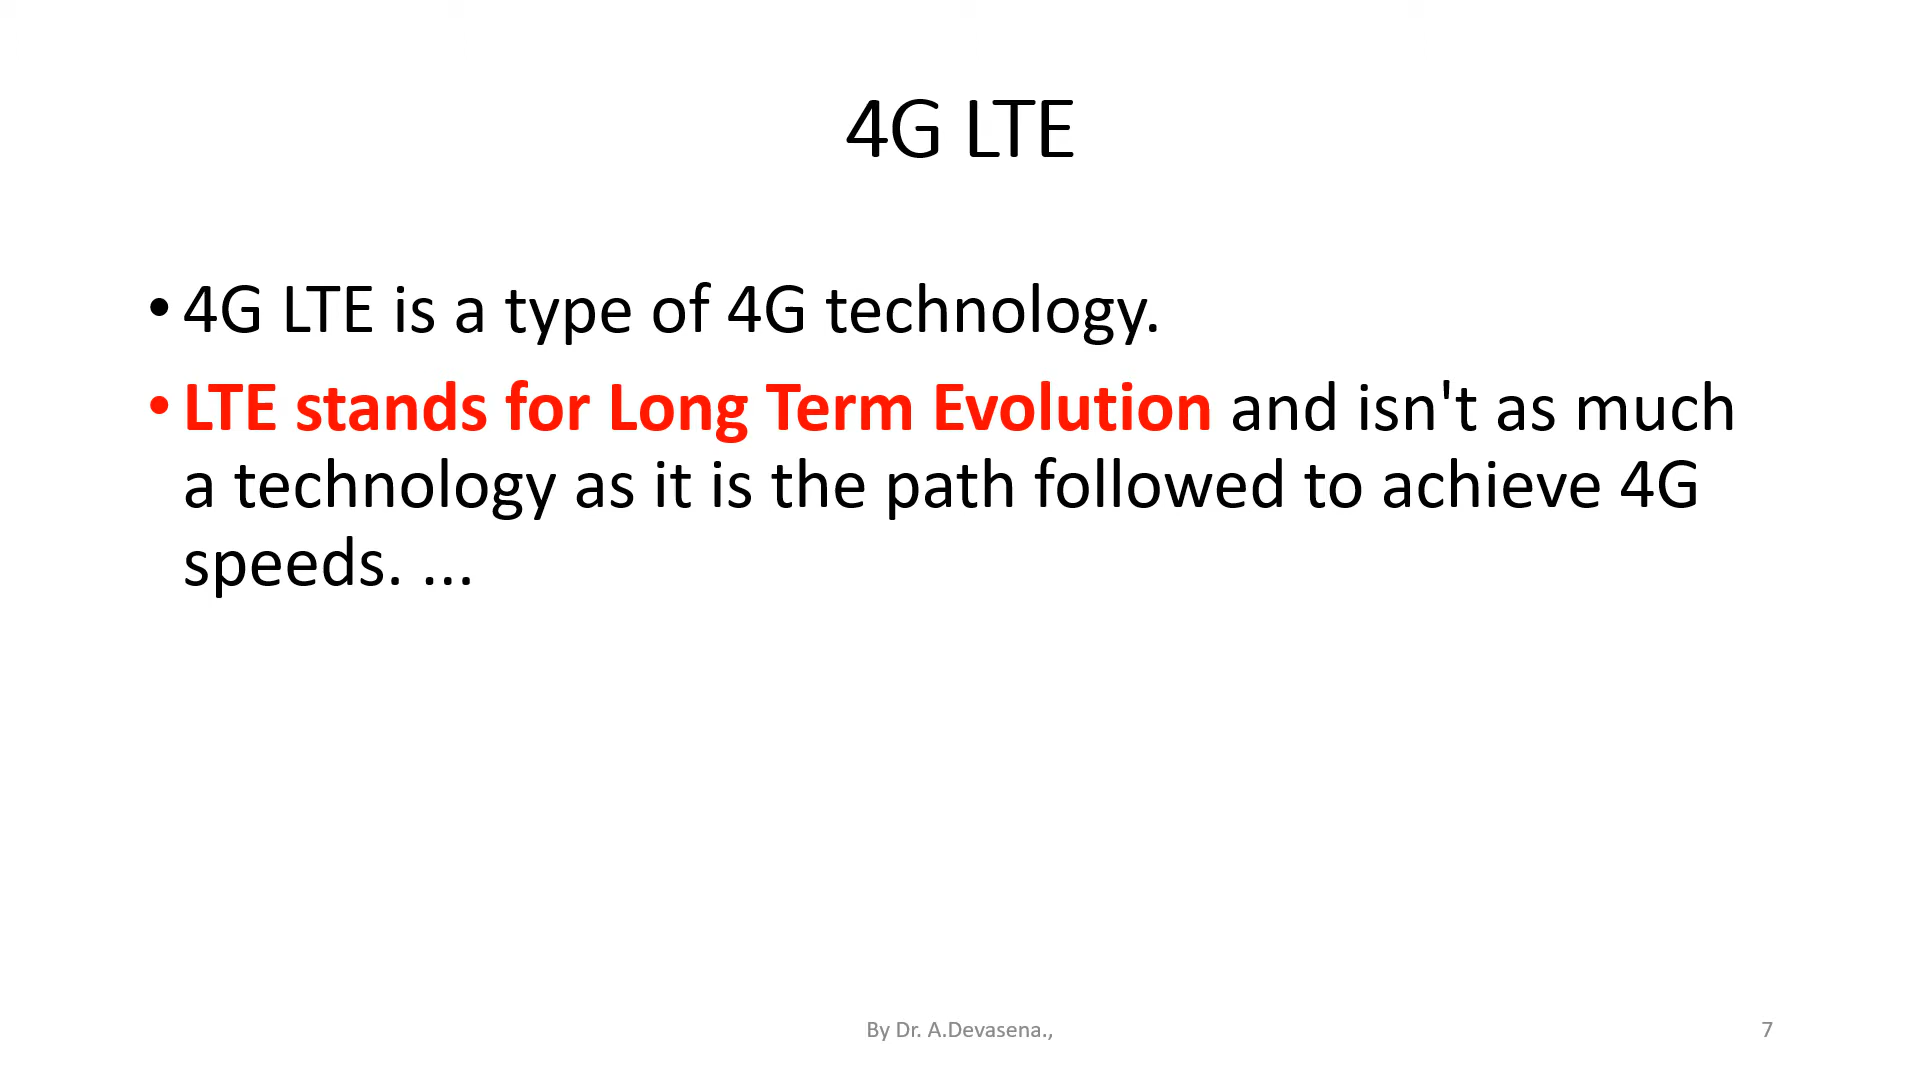 4G LTE
• 4G LTE is a type of 4G technology.
• LTE stands for Long Term Evolution and isn't as much
a technology as it is the path followed to achieve 4G
speeds. ...
By Dr. A.Devasena.,
7